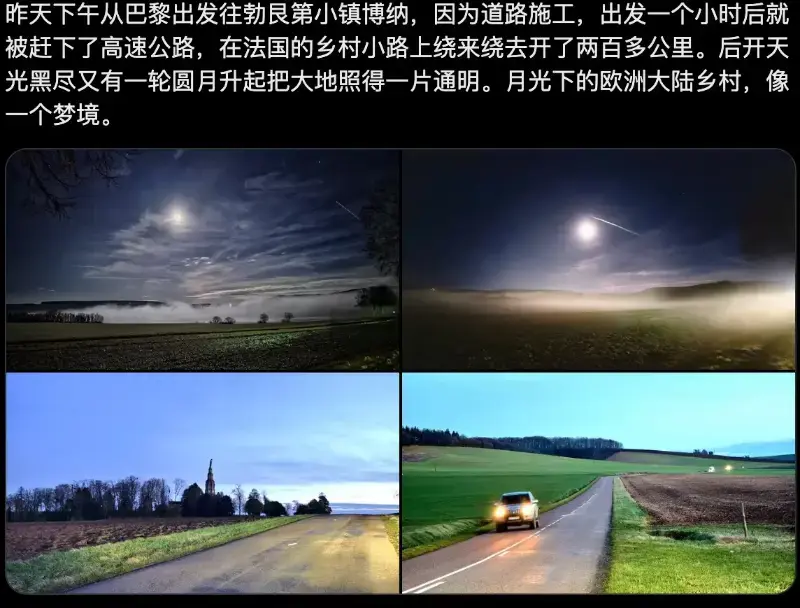 昨天下午从巴黎出发往勃艮第小镇博纳，因为道路施工，出发一个小时后就
被赶下了高速公路，在法国的乡村小路上绕来绕去开了两百多公里。后开天
光黑尽又有一轮圆月升起把大地照得一片通明。月光下的欧洲大陆乡村，像
一个梦境。